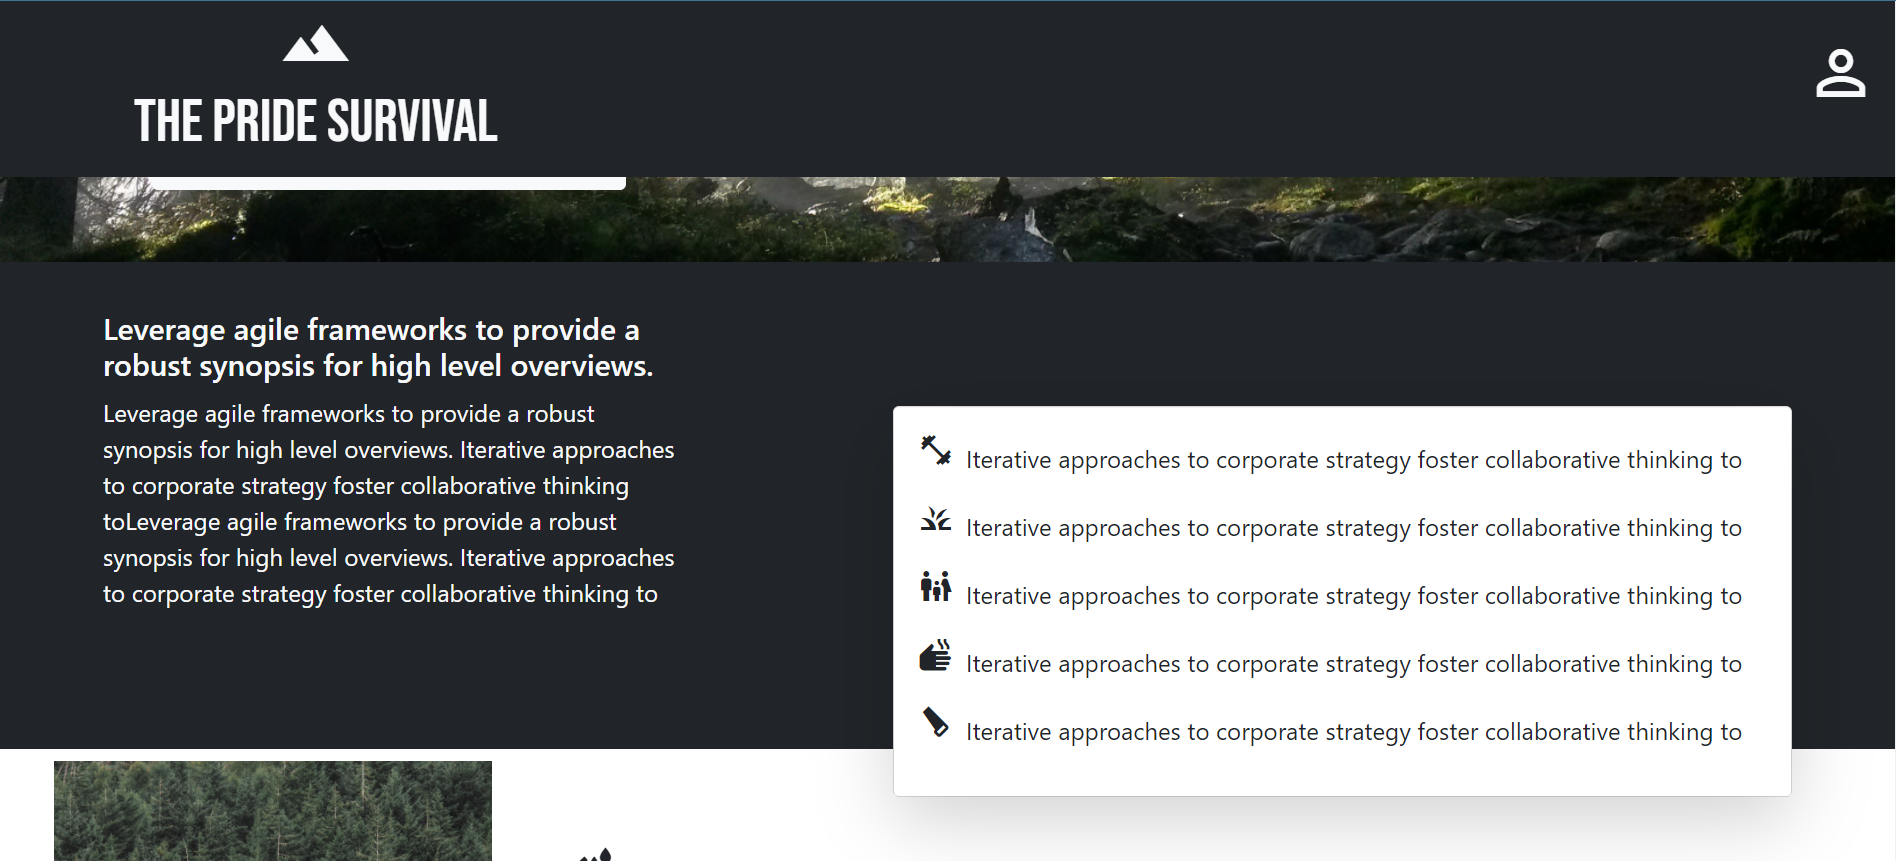 THE PRIDE SURVIVAL
Leverage agile frameworks to provide a
robust synopsis for high level overviews.
Leverage agile frameworks to provide a robust
synopsis for high level overviews. Iterative approaches
to corporate strategy foster collaborative thinking
toLeverage agile frameworks to provide a robust
synopsis for high level overviews. Iterative approaches
to corporate strategy foster collaborative thinking to
Iterative approaches to corporate strategy foster collaborative thinking to
Iterative approaches to corporate strategy foster collaborative thinking to
Iterative approaches to corporate strategy foster collaborative thinking to
Iterative approaches to corporate strategy foster collaborative thinking to
Iterative approaches to corporate strategy foster collaborative thinking to